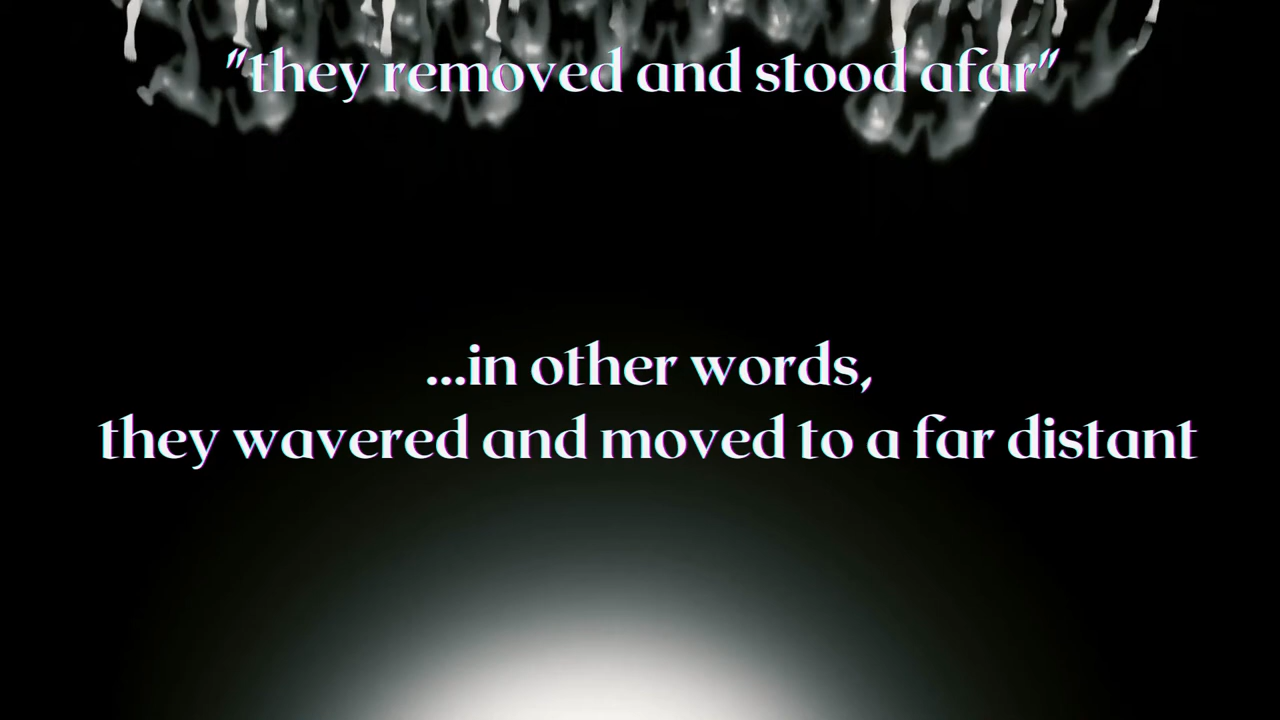 "they removed and stood afar"
...in other words,
they wavered and moved to a far distant